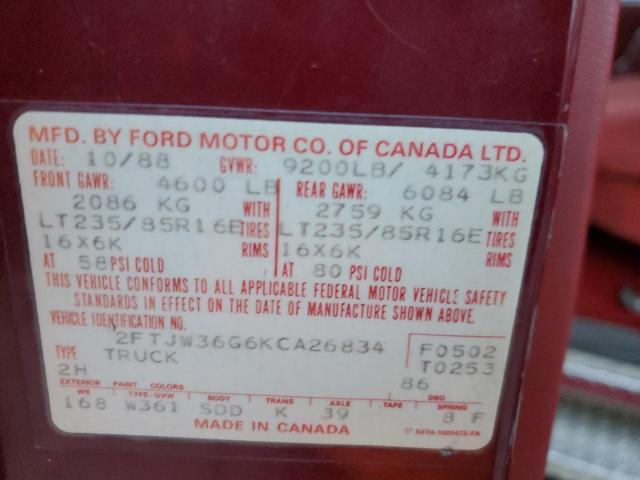 MFD. BY FORD MOTOR CO. OF CANADA LTD.
DATE: 10/88 GVWR: 9200LB/ 4173KG
FRONT GAWR: 4600 LB REAR GAWR: 6084 LB
2086 KG WITH 2759 KG WITH
LT235/85R16E TIRES LT235/85R16E TIRES
16X6K RIMS 16X6K RIMS
AT 58 PSI COLD AT 80 PSI COLD
THIS VEHICLE CONFORMS TO ALL APPLICABLE FEDERAL MOTOR VEHICLE SAFETY
STANDARDS IN EFFECT ON THE DATE OF MANUFACTURE SHOWN ABOVE.
VEHICLE IDENTIFICATION NO.
2FTJW36G6KCA26834 F0502
TYPE TRUCK T0253
2H 86
EXTERIOR PAINT COLORS DSO
WB TYPE-GVW BODY TRANS AXLE TAPE SPRING
168 W361 SDD K 39 8 F
MADE IN CANADA